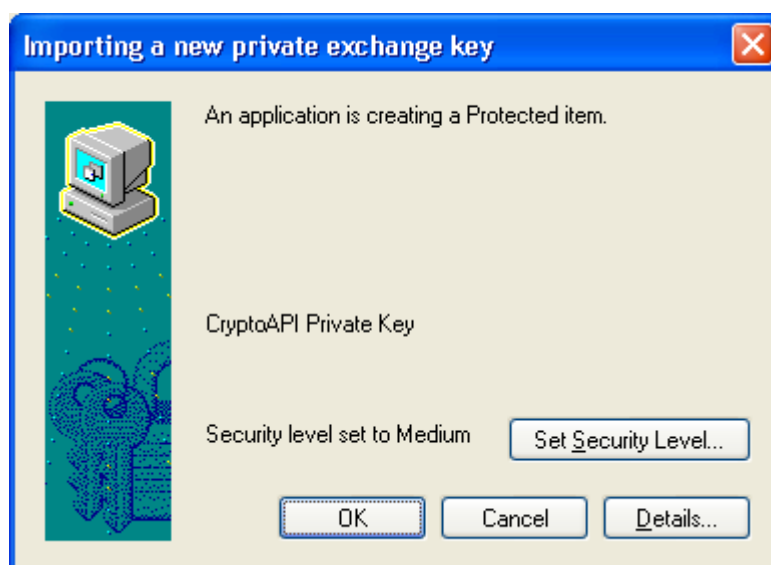 Importing a new private exchange key
An application is creating a Protected item.
CryptoAPI Private Key
Security level set to Medium
Set Security Level...
OK
Cancel
Details...